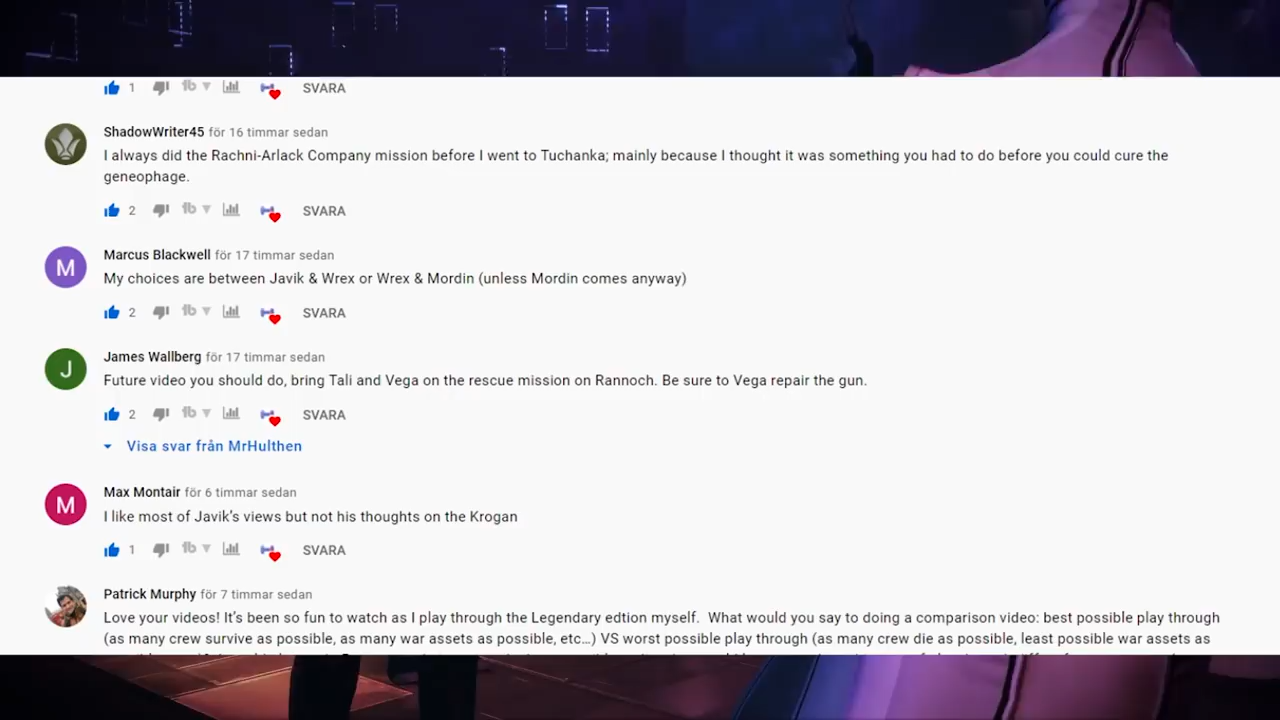 1 SVARA
ShadowWriter45 för 16 timmar sedan
I always did the Rachni-Arlack Company mission before I went to Tuchanka; mainly because I thought it was something you had to do before you could cure the
geneophage.
2 SVARA
M Marcus Blackwell för 17 timmar sedan
My choices are between Javik & Wrex or Wrex & Mordin (unless Mordin comes anyway)
2 SVARA
J James Wallberg för 17 timmar sedan
Future video you should do, bring Tali and Vega on the rescue mission on Rannoch. Be sure to Vega repair the gun.
2 SVARA
Visa svar från MrHulthen
M Max Montair för 6 timmar sedan
I like most of Javik's views but not his thoughts on the Krogan
1 SVARA
Patrick Murphy för 7 timmar sedan
Love your videos! It's been so fun to watch as I play through the Legendary edtion myself. What would you say to doing a comparison video: best possible play through
(as many crew survive as possible, as many war assets as possible, etc...) VS worst possible play through (as many crew die as possible, least possible war assets as